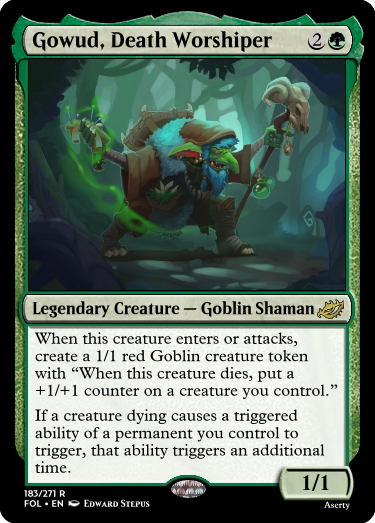 Gowud, Death Worshiper 2
Legendary Creature — Goblin Shaman
When this creature enters or attacks,
create a 1/1 red Goblin creature token
with “When this creature dies, put a
+1/+1 counter on a creature you control.”
If a creature dying causes a triggered
ability of a permanent you control to
trigger, that ability triggers an additional
time.
1/1
183/271 R
FOL • EN Edward Stepus
Aserty